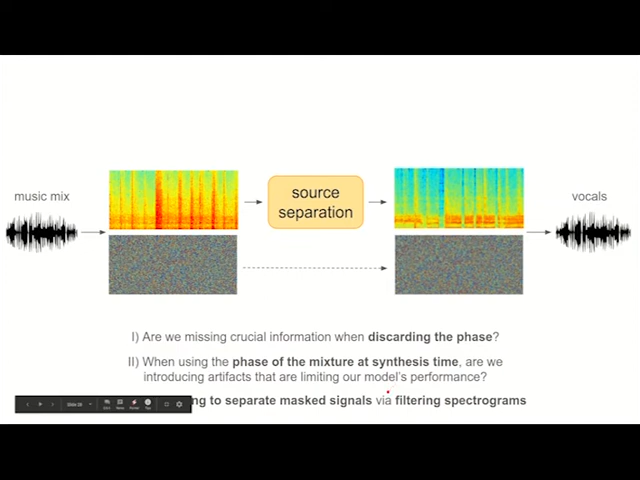 music mix
source
separation
vocals
I) Are we missing crucial information when discarding the phase?
II) When using the phase of the mixture at synthesis time, are we
introducing artifacts that are limiting our model's performance?
to separate masked signals via filtering spectrograms